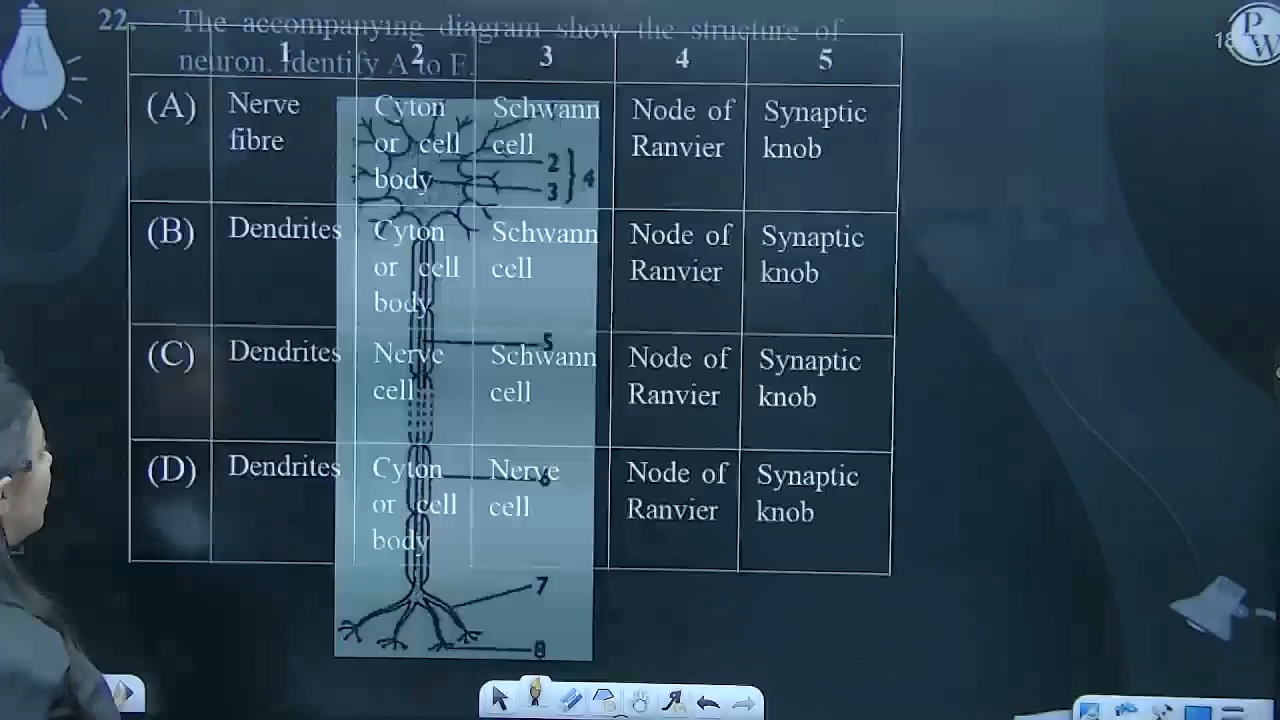 22. The accompanying diagram show the structure of
neuron. Identify A to F.
1 2 3 4 5
(A) Nerve fibre Cyton or cell body Schwann cell Node of Ranvier Synaptic knob
(B) Dendrites Cyton or cell body Schwann cell Node of Ranvier Synaptic knob
(C) Dendrites Nerve cell Schwann cell Node of Ranvier Synaptic knob
(D) Dendrites Cyton or cell body Nerve cell Node of Ranvier Synaptic knob
2
3
4
5
6
7
8
PW